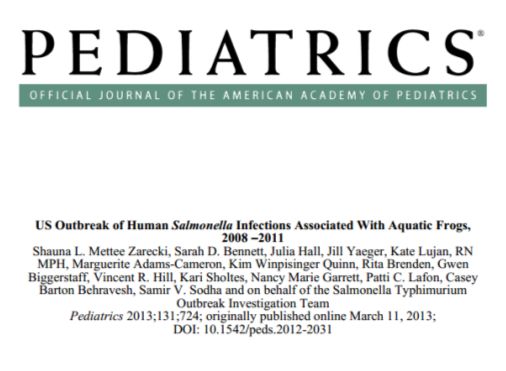 PEDIATRICS®
OFFICIAL JOURNAL OF THE AMERICAN ACADEMY OF PEDIATRICS
US Outbreak of Human Salmonella Infections Associated With Aquatic Frogs,
2008 –2011
Shauna L. Mettee Zarecki, Sarah D. Bennett, Julia Hall, Jill Yaeger, Kate Lujan, RN
MPH, Marguerite Adams-Cameron, Kim Winpisinger Quinn, Rita Brenden, Gwen
Biggerstaff, Vincent R. Hill, Kari Sholtes, Nancy Marie Garrett, Patti C. Lafon, Casey
Barton Behravesh, Samir V. Sodha and on behalf of the Salmonella Typhimurium
Outbreak Investigation Team
Pediatrics 2013;131;724; originally published online March 11, 2013;
DOI: 10.1542/peds.2012-2031